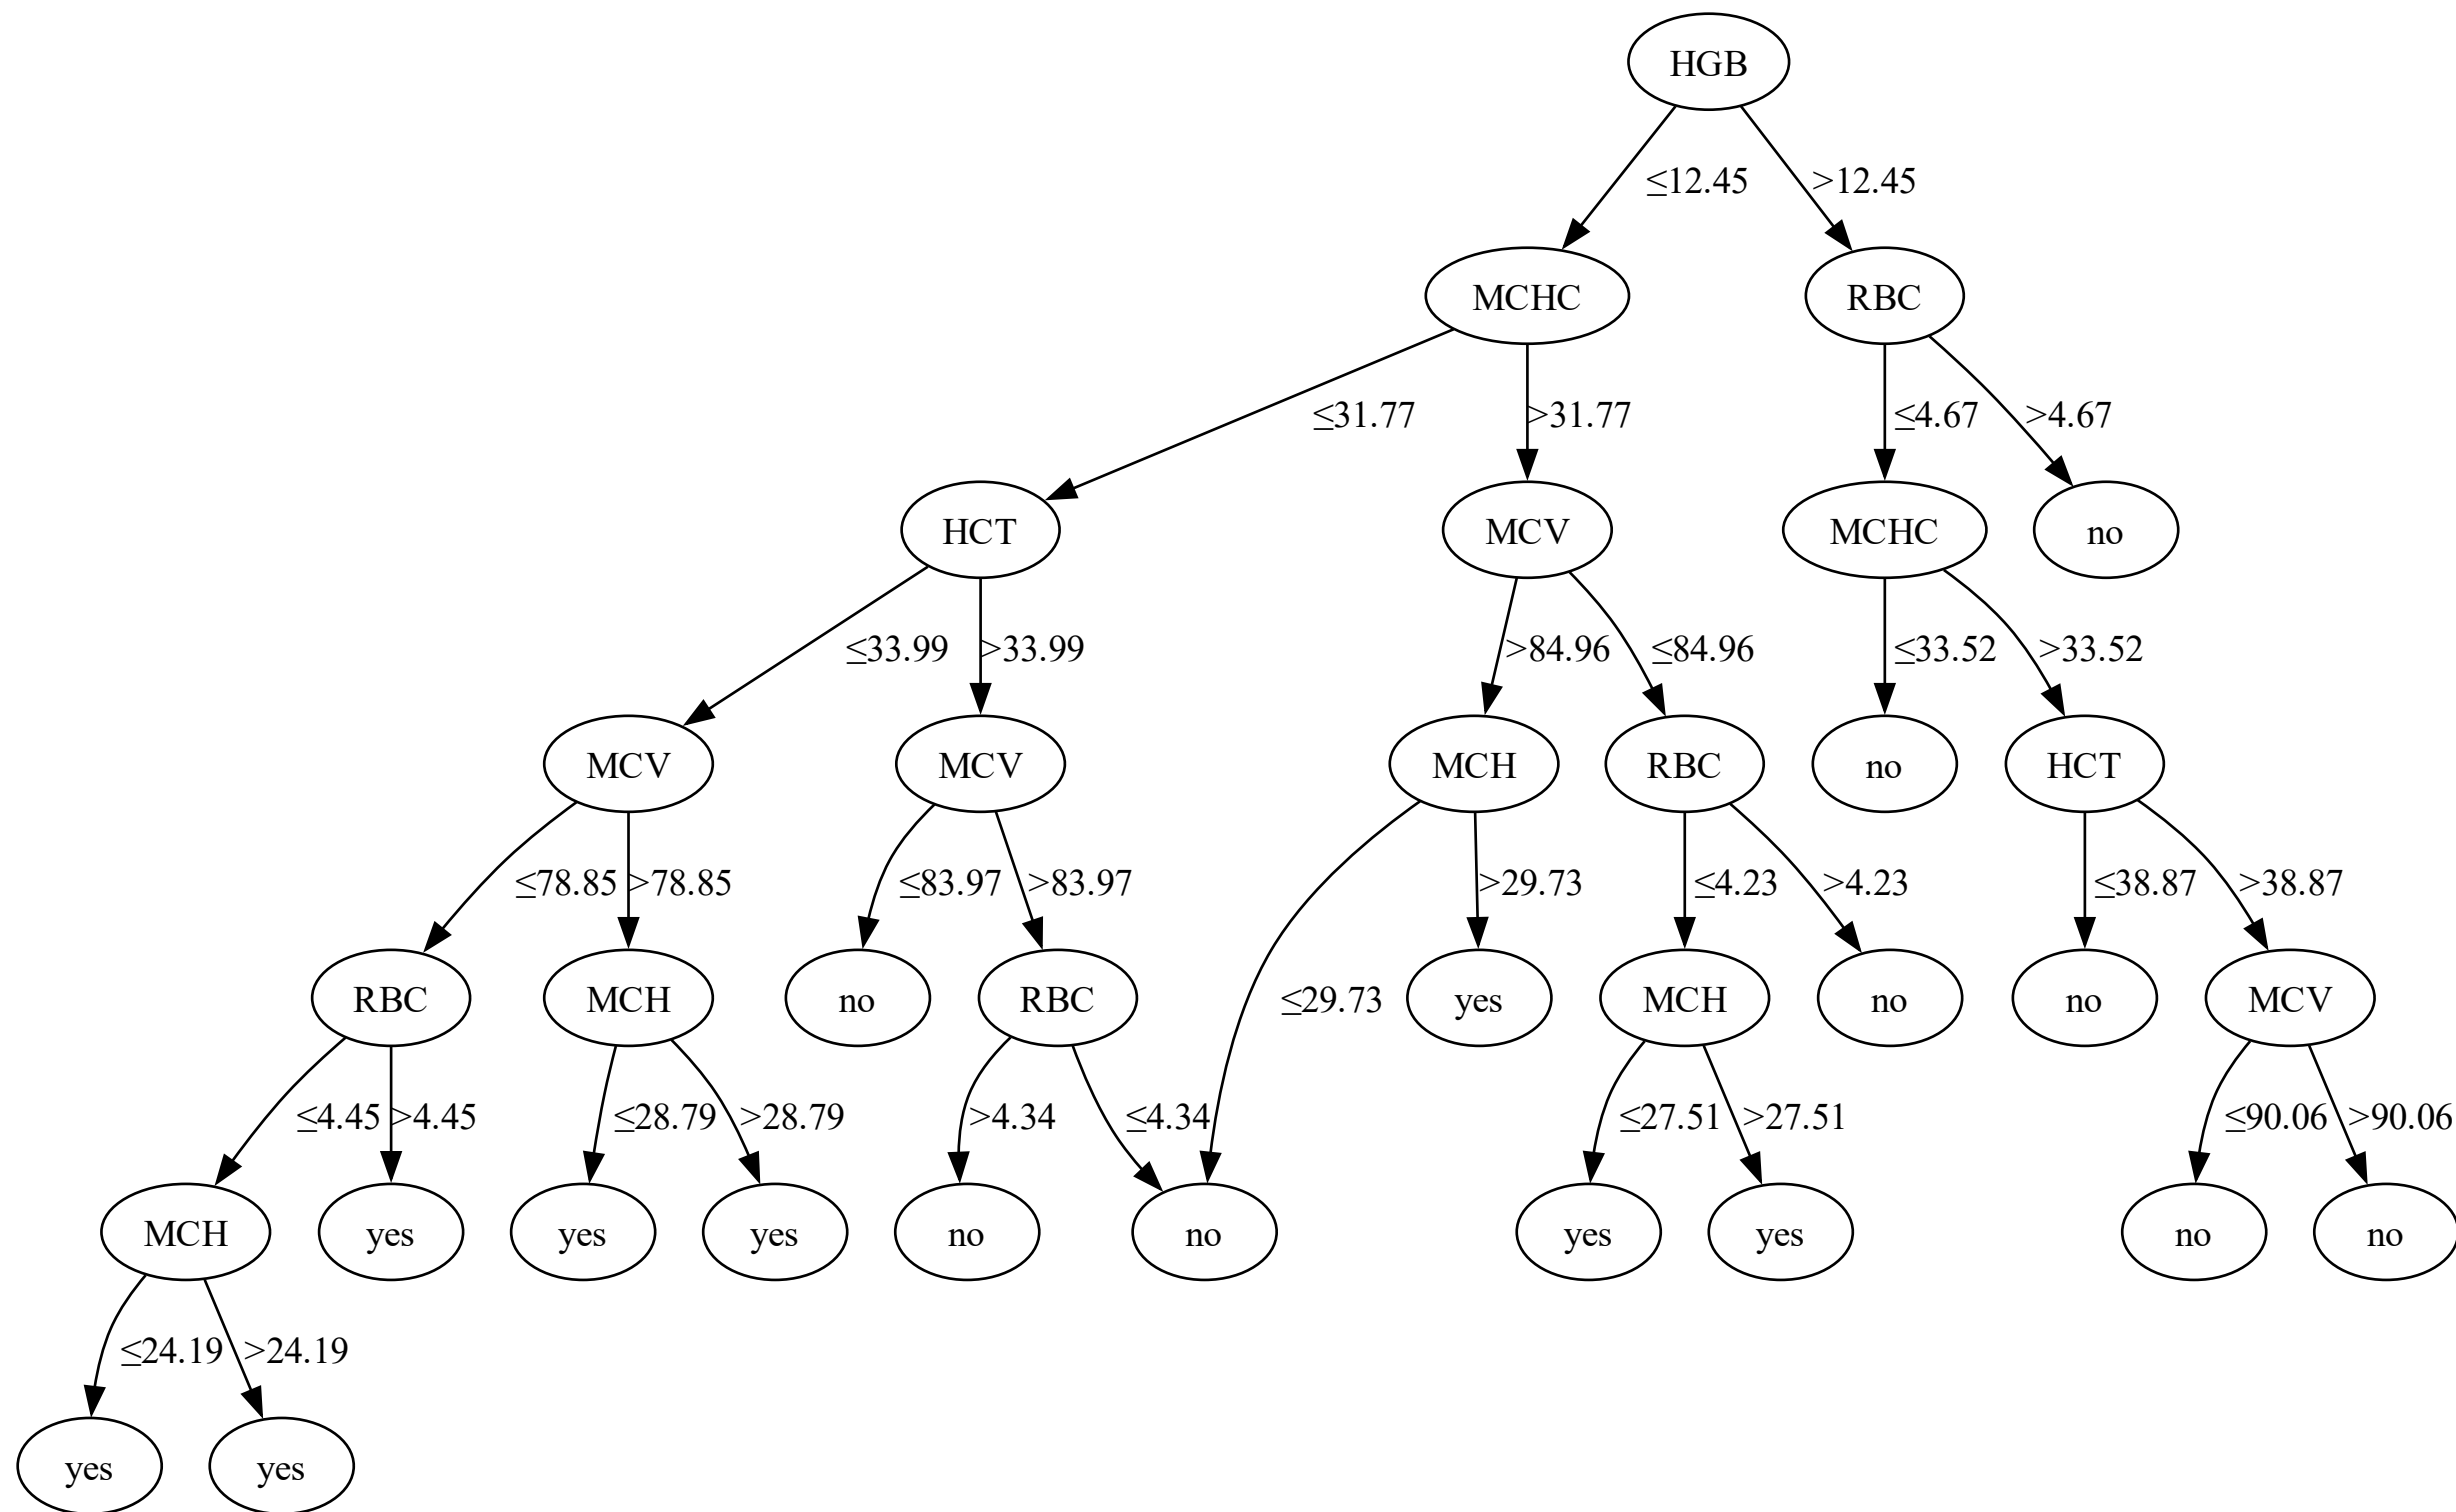 HGB
≤12.45 >12.45
MCHC RBC
≤31.77 >31.77 ≤4.67 >4.67
HCT MCV MCHC no
≤33.99 >33.99 >84.96 ≤84.96 ≤33.52 >33.52
MCV MCV MCH RBC no HCT
≤78.85 >78.85 ≤83.97 >83.97 >29.73 ≤4.23 >4.23 ≤38.87 >38.87
RBC MCH no RBC ≤29.73 yes MCH no no MCV
≤4.45 >4.45 ≤28.79 >28.79 >4.34 ≤4.34 ≤27.51 >27.51 ≤90.06 >90.06
MCH yes yes yes no no yes yes no no
≤24.19 >24.19
yes yes